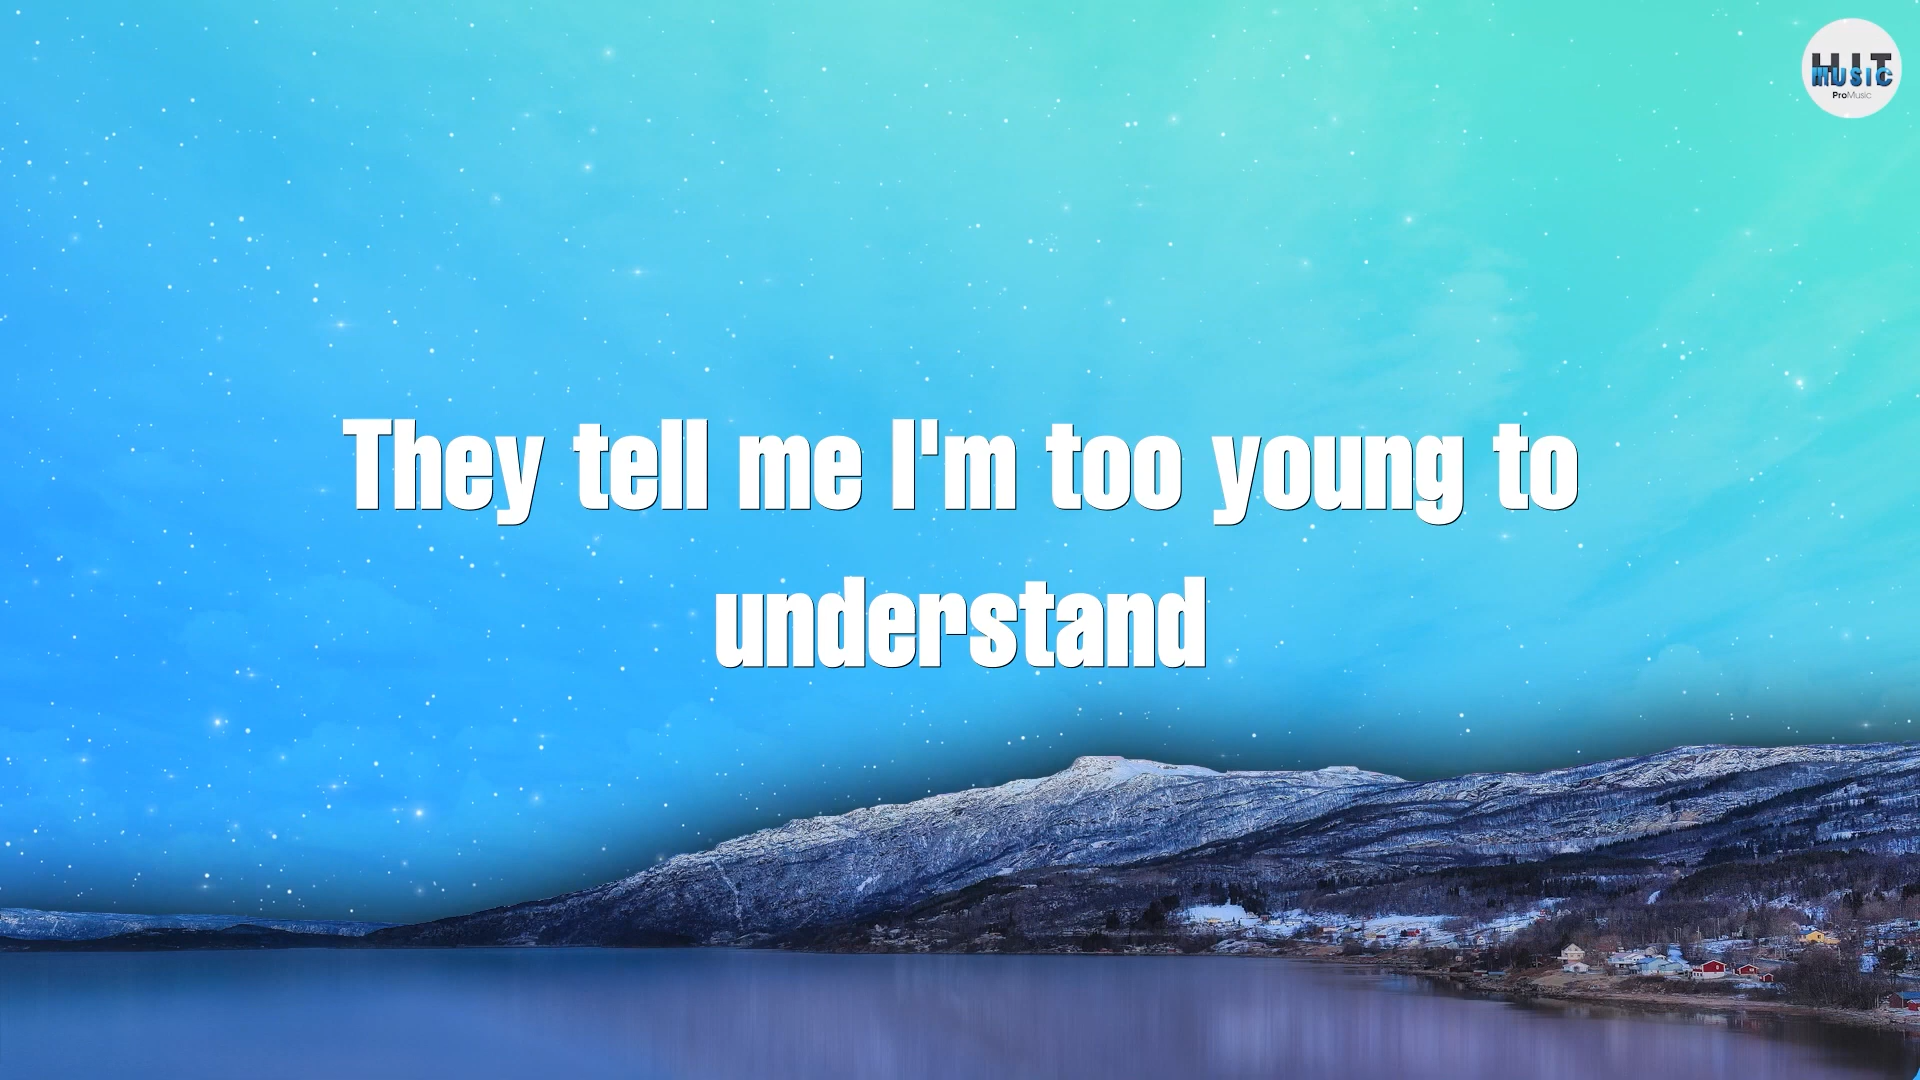 HIT
MUSIC
ProMusic
They tell me I'm too young to
understand